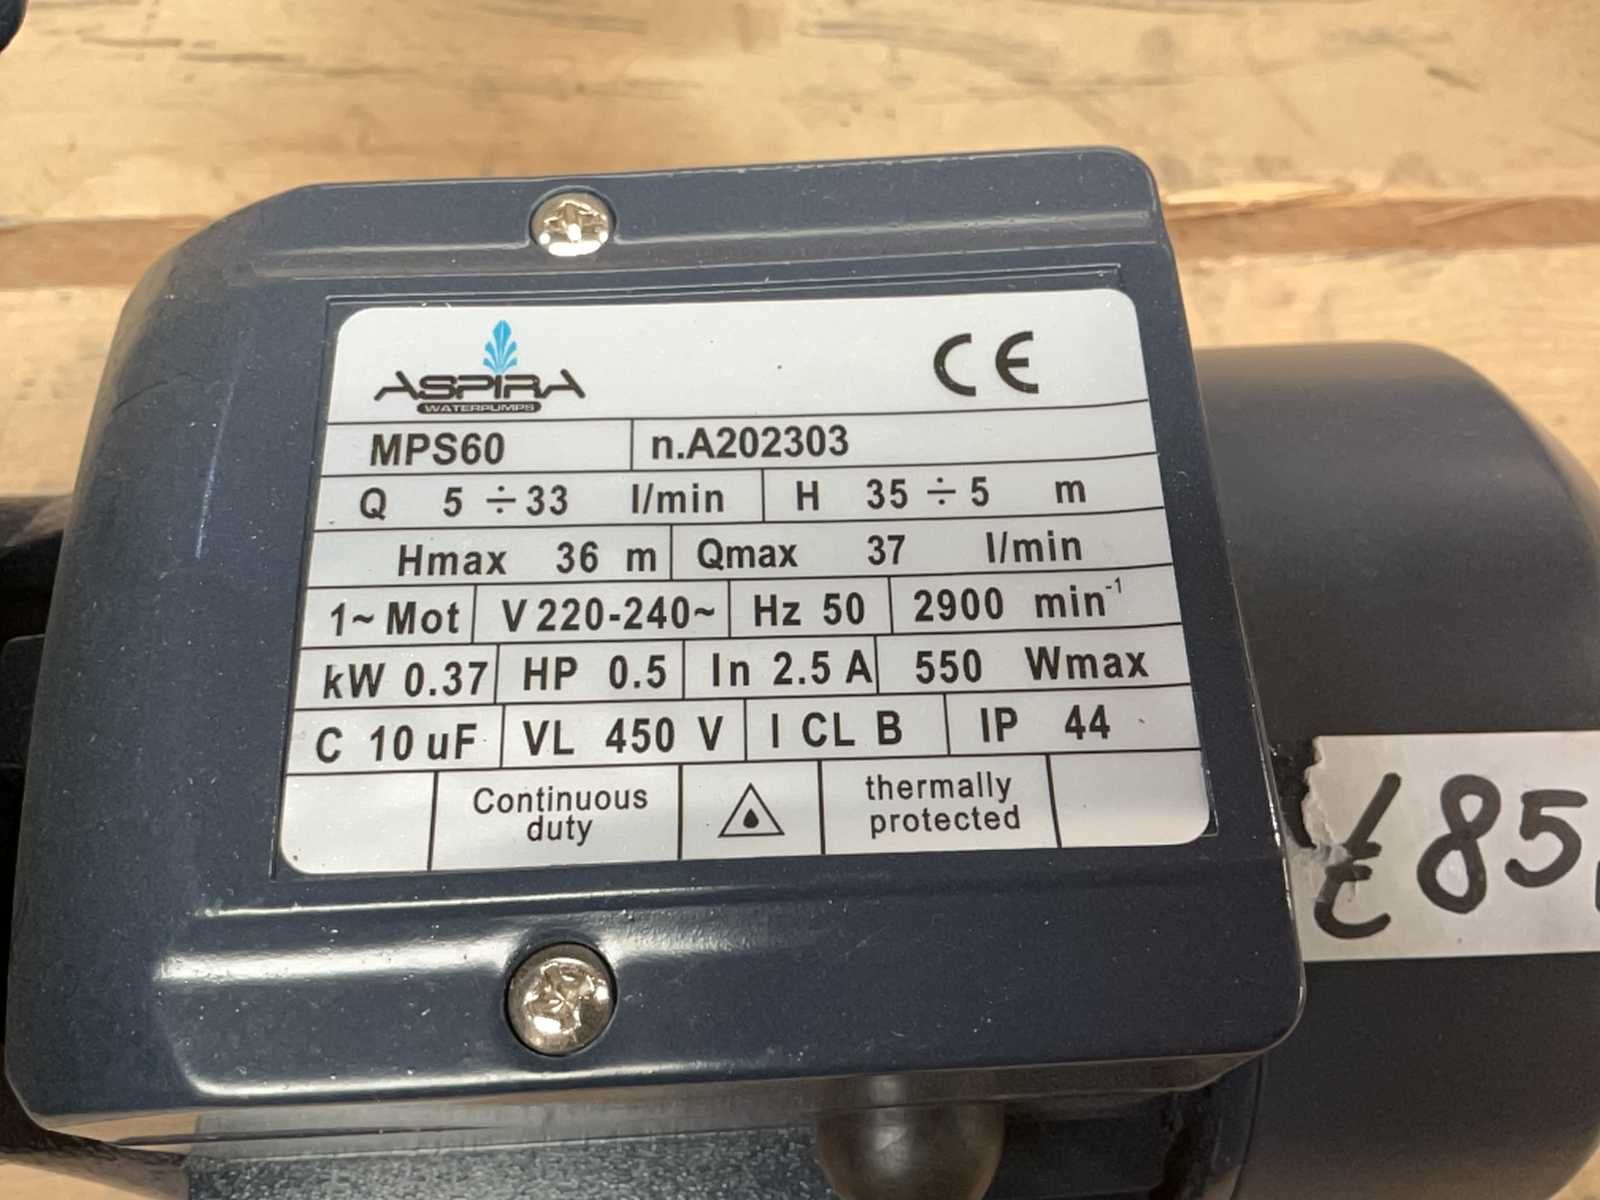 ASPIRA
WATERPUMPS
CE
MPS60 n.A202303
Q 5 ÷ 33 l/min H 35 ÷ 5 m
Hmax 36 m Qmax 37 l/min
1~ Mot V 220-240~ Hz 50 2900 min⁻¹
kW 0.37 HP 0.5 In 2.5 A 550 Wmax
C 10 uF VL 450 V I CL B IP 44
Continuous
duty
thermally
protected
€ 85